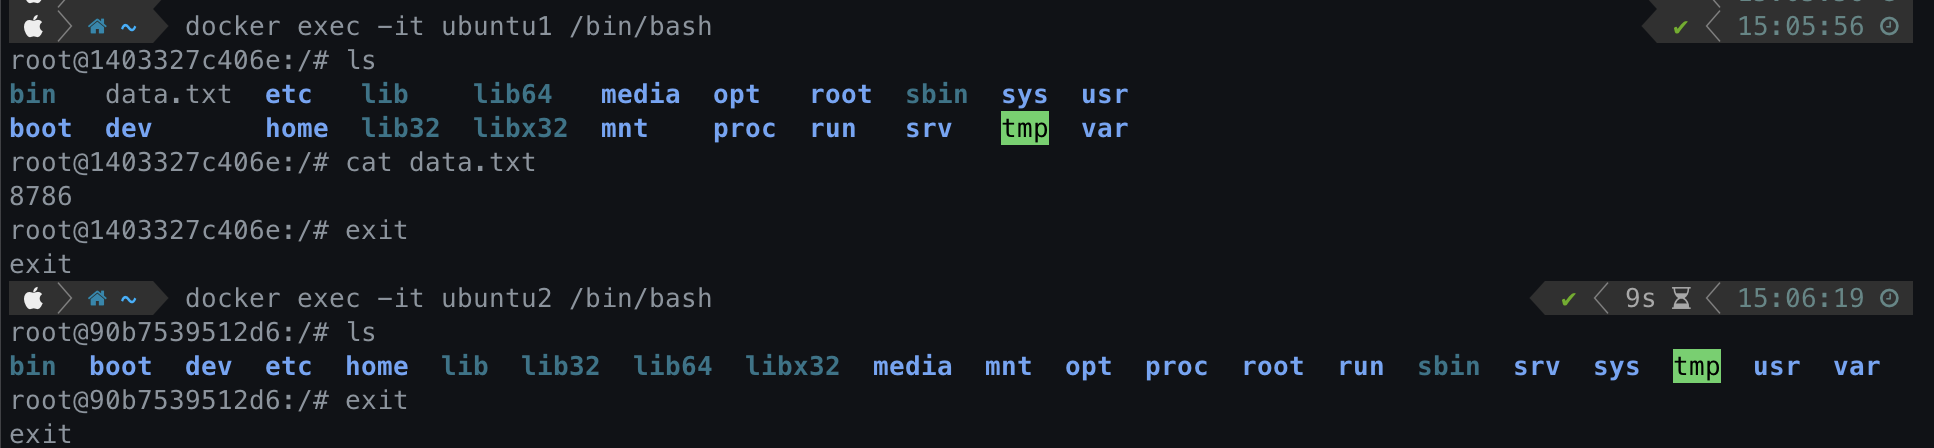 ~ docker exec -it ubuntu1 /bin/bash ✔ 15:05:56
root@1403327c406e:/# ls
bin data.txt etc lib lib64 media opt root sbin sys usr
boot dev home lib32 libx32 mnt proc run srv tmp var
root@1403327c406e:/# cat data.txt
8786
root@1403327c406e:/# exit
exit
~ docker exec -it ubuntu2 /bin/bash ✔ 9s 15:06:19
root@90b7539512d6:/# ls
bin boot dev etc home lib lib32 lib64 libx32 media mnt opt proc root run sbin srv sys tmp usr var
root@90b7539512d6:/# exit
exit